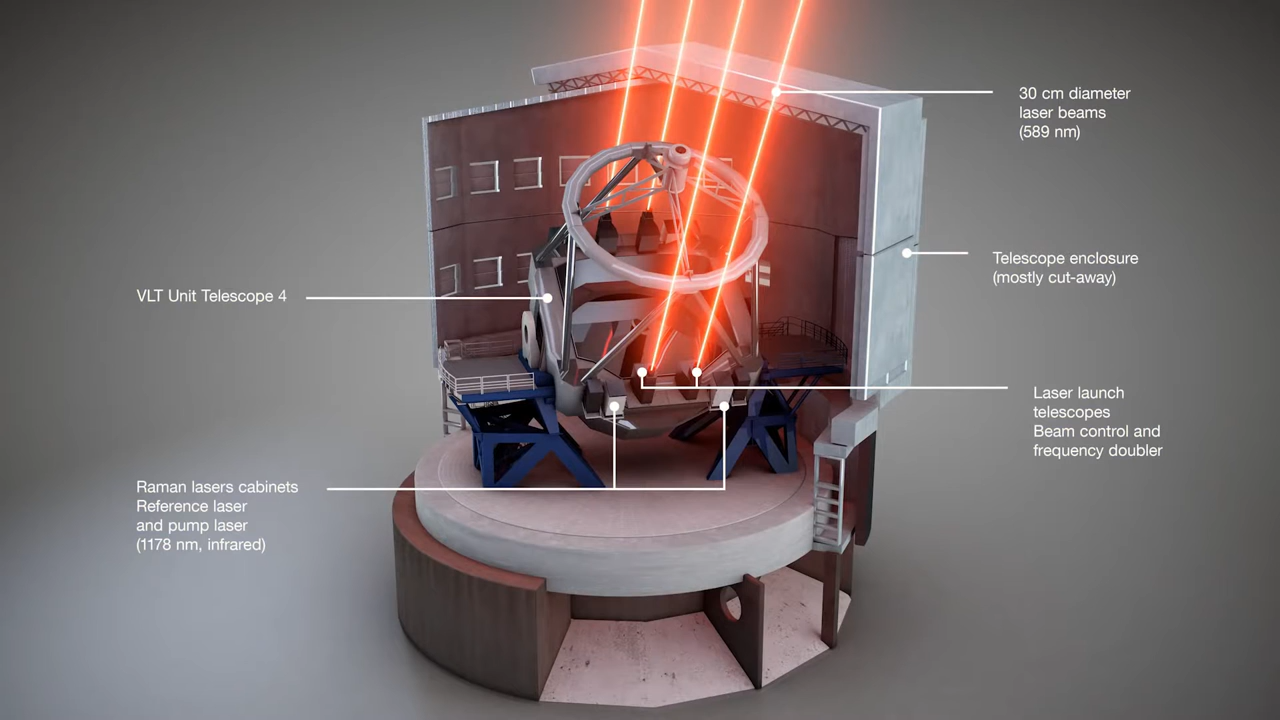 30 cm diameter
laser beams
(589 nm)
Telescope enclosure
(mostly cut-away)
VLT Unit Telescope 4
Laser launch
telescopes
Beam control and
frequency doubler
Raman lasers cabinets
Reference laser
and pump laser
(1178 nm, infrared)